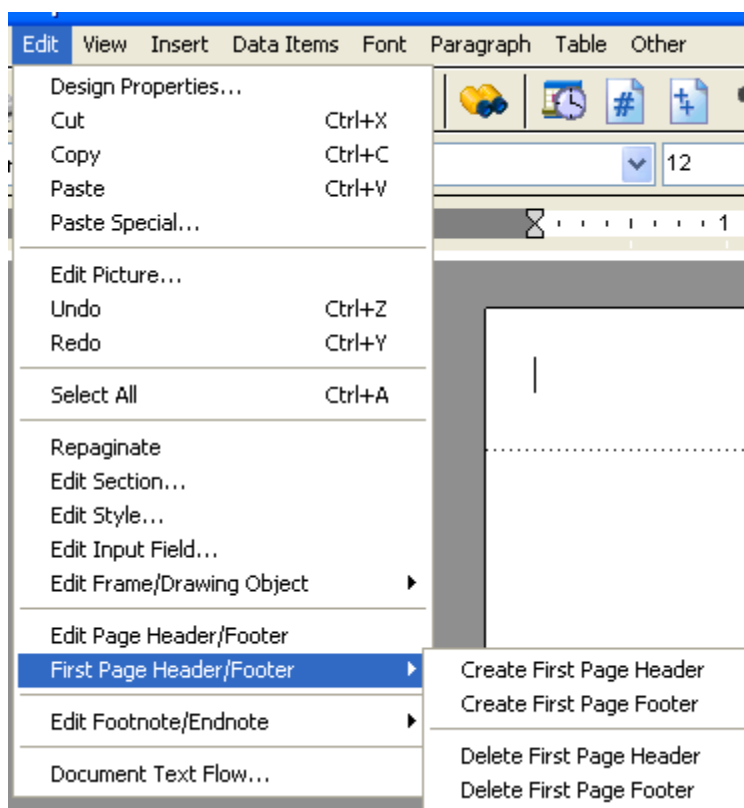 Edit View Insert Data Items Font Paragraph Table Other
Design Properties...
Cut Ctrl+X
Copy Ctrl+C
12
Paste Ctrl+V
Paste Special...
1
Edit Picture...
Undo Ctrl+Z
Redo Ctrl+Y
Select All Ctrl+A
Repaginate
Edit Section...
Edit Style...
Edit Input Field...
Edit Frame/Drawing Object
Edit Page Header/Footer
First Page Header/Footer
Create First Page Header
Create First Page Footer
Delete First Page Header
Delete First Page Footer
Edit Footnote/Endnote
Document Text Flow...